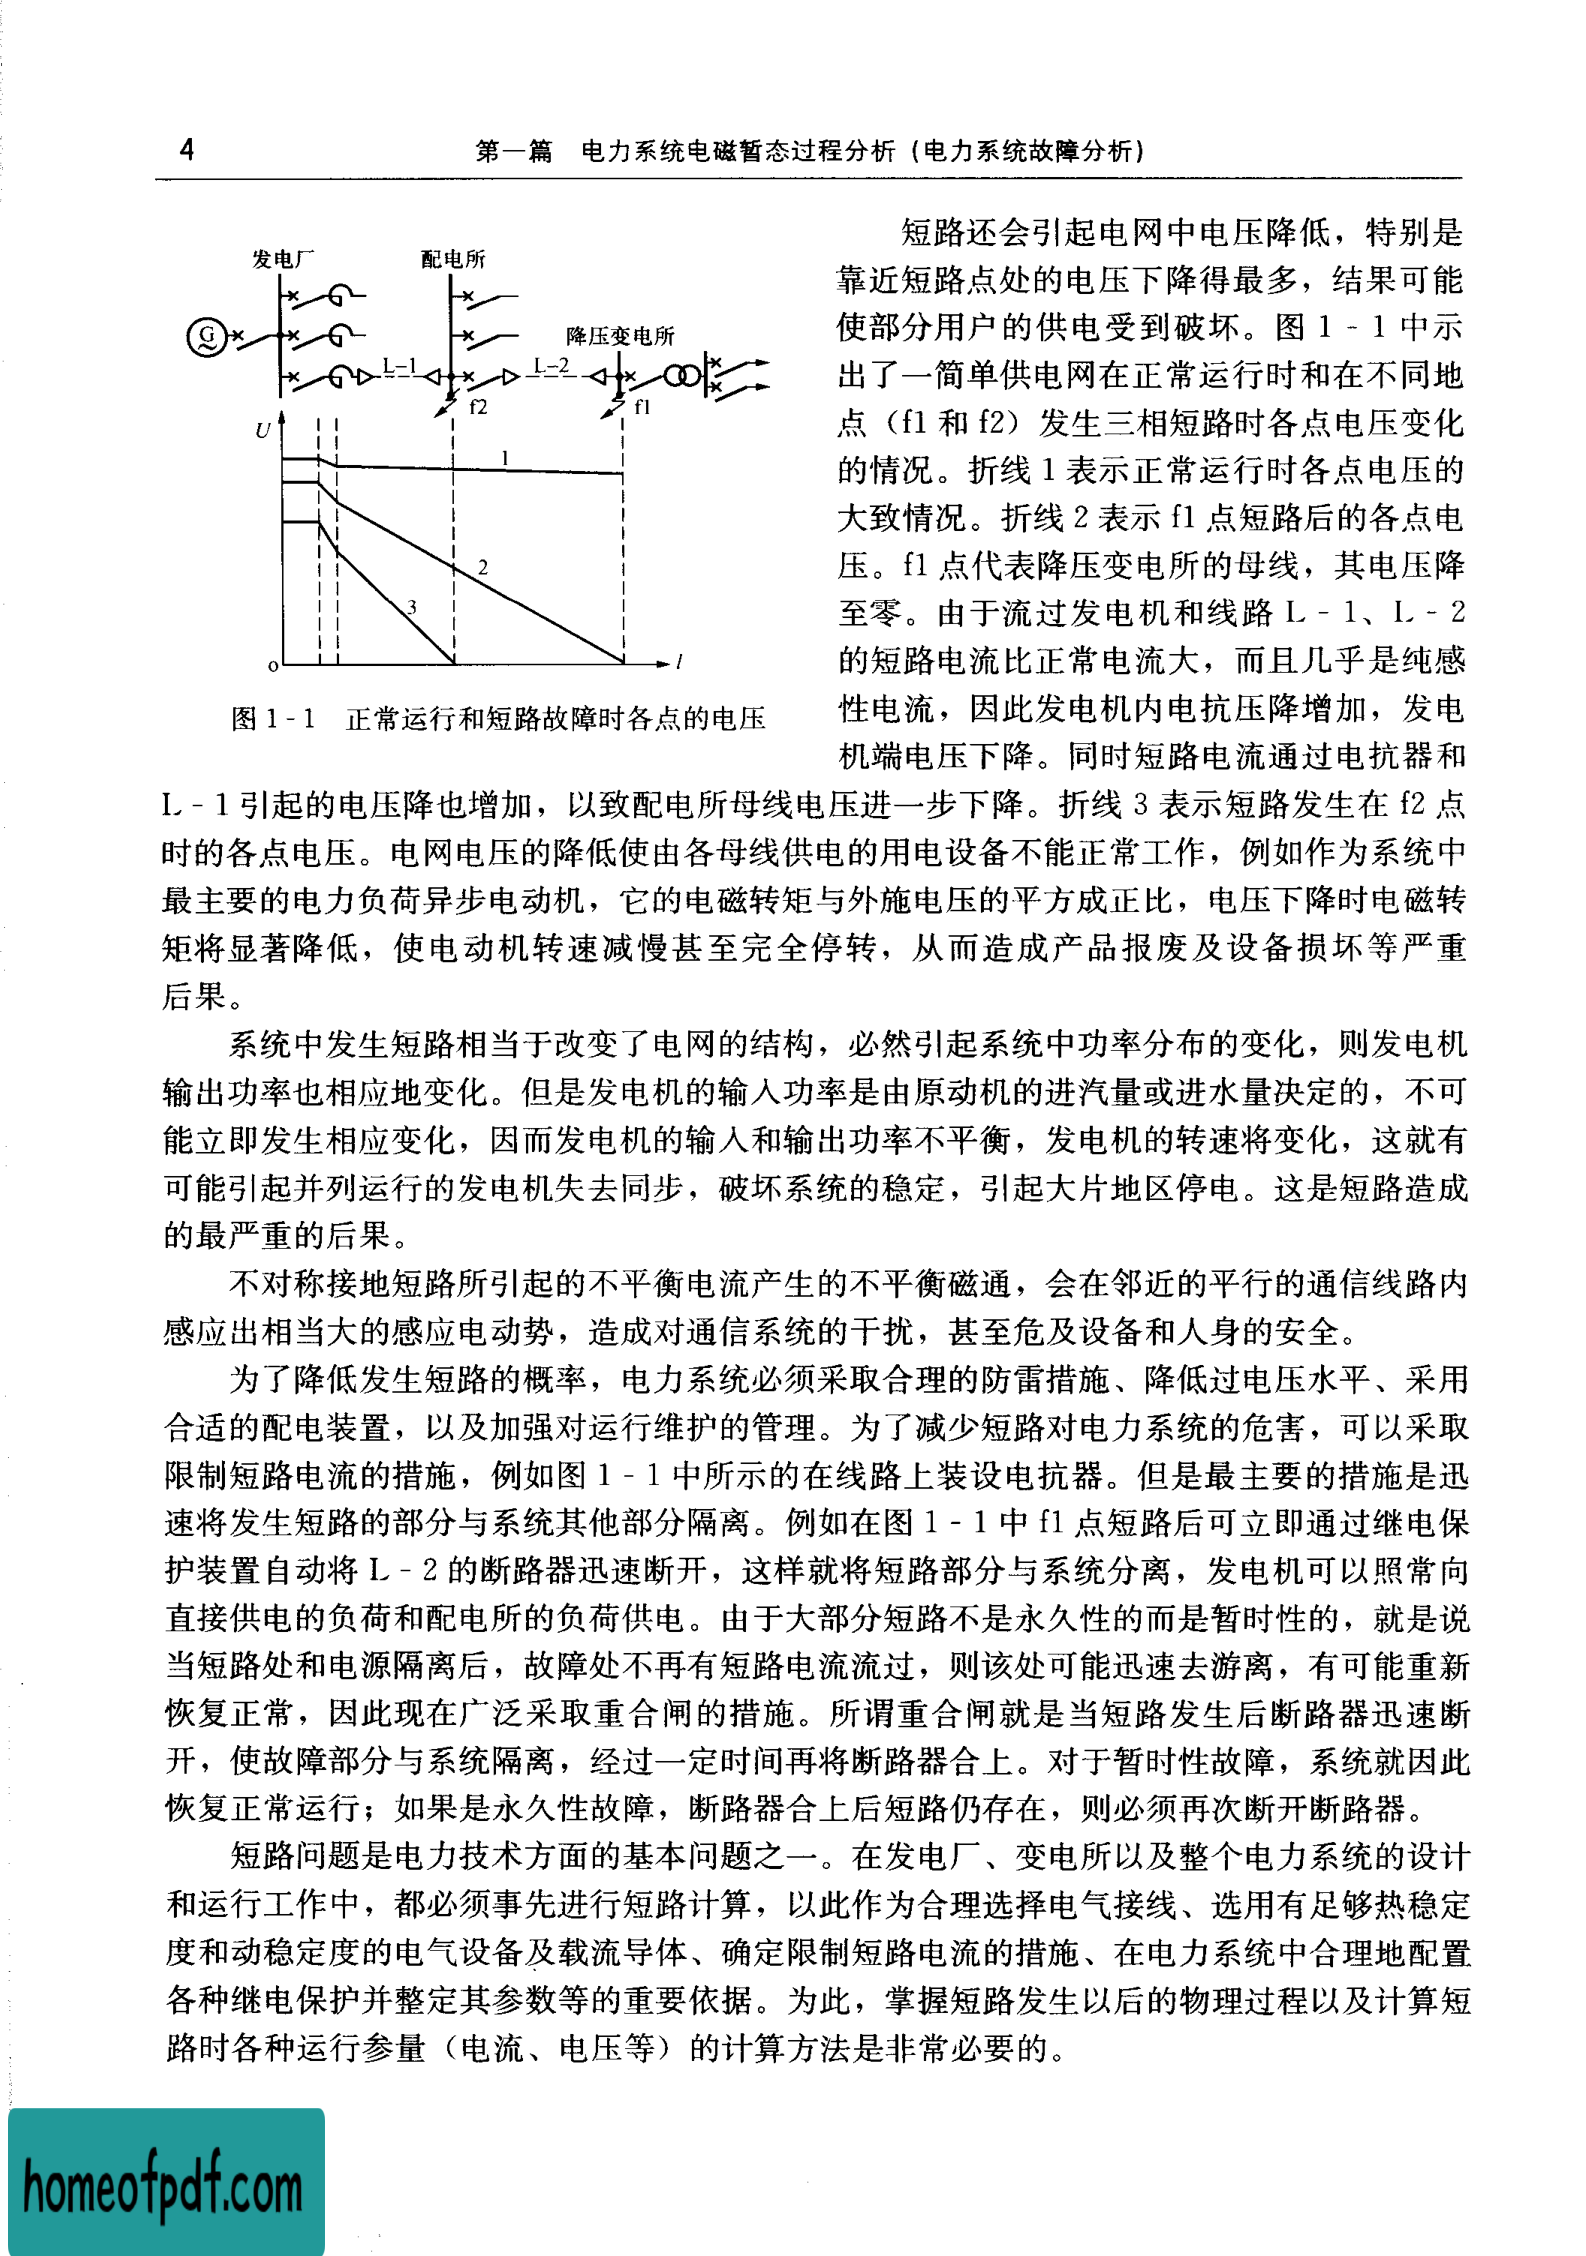 4
第一篇 电力系统电磁暂态过程分析 (电力系统故障分析)
发电厂
配电所
降压变电所
G
L-1
L-2
f2
f1
U
1
2
3
o
l
图 1-1 正常运行和短路故障时各点的电压
短路还会引起电网中电压降低，特别是
靠近短路点处的电压下降得最多，结果可能
使部分用户的供电受到破坏。图 1-1 中示
出了一简单供电网在正常运行时和在不同地
点（f1 和 f2）发生三相短路时各点电压变化
的情况。折线 1 表示正常运行时各点电压的
大致情况。折线 2 表示 f1 点短路后的各点电
压。f1 点代表降压变电所的母线，其电压降
至零。由于流过发电机和线路 L-1、L-2
的短路电流比正常电流大，而且几乎是纯感
性电流，因此发电机内电抗压降增加，发电
机端电压下降。同时短路电流通过电抗器和
L-1 引起的电压降也增加，以致配电所母线电压进一步下降。折线 3 表示短路发生在 f2 点
时的各点电压。电网电压的降低使由各母线供电的用电设备不能正常工作，例如作为系统中
最主要的电力负荷异步电动机，它的电磁转矩与外施电压的平方成正比，电压下降时电磁转
矩将显著降低，使电动机转速减慢甚至完全停转，从而造成产品报废及设备损坏等严重
后果。
系统中发生短路相当于改变了电网的结构，必然引起系统中功率分布的变化，则发电机
输出功率也相应地变化。但是发电机的输入功率是由原动机的进汽量或进水量决定的，不可
能立即发生相应变化，因而发电机的输入和输出功率不平衡，发电机的转速将变化，这就有
可能引起并列运行的发电机失去同步，破坏系统的稳定，引起大片地区停电。这是短路造成
的最严重的后果。
不对称接地短路所引起的不平衡电流产生的不平衡磁通，会在邻近的平行的通信线路内
感应出相当大的感应电动势，造成对通信系统的干扰，甚至危及设备和人身的安全。
为了降低发生短路的概率，电力系统必须采取合理的防雷措施、降低过电压水平、采用
合适的配电装置，以及加强对运行维护的管理。为了减少短路对电力系统的危害，可以采取
限制短路电流的措施，例如图 1-1 中所示的在线路上装设电抗器。但是最主要的措施是迅
速将发生短路的部分与系统其他部分隔离。例如在图 1-1 中 f1 点短路后可立即通过继电保
护装置自动将 L-2 的断路器迅速断开，这样就将短路部分与系统分离，发电机可以照常向
直接供电的负荷和配电所的负荷供电。由于大部分短路不是永久性的而是暂时性的，就是说
当短路处和电源隔离后，故障处不再有短路电流流过，则该处可能迅速去游离，有可能重新
恢复正常，因此现在广泛采取重合闸的措施。所谓重合闸就是当短路发生后断路器迅速断
开，使故障部分与系统隔离，经过一定时间再将断路器合上。对于暂时性故障，系统就因此
恢复正常运行；如果是永久性故障，断路器合上后短路仍存在，则必须再次断开断路器。
短路问题是电力技术方面的基本问题之一。在发电厂、变电所以及整个电力系统的设计
和运行工作中，都必须事先进行短路计算，以此作为合理选择电气接线、选用有足够热稳定
度和动稳定度的电气设备及载流导体、确定限制短路电流的措施、在电力系统中合理地配置
各种继电保护并整定其参数等的重要依据。为此，掌握短路发生以后的物理过程以及计算短
路时各种运行参量（电流、电压等）的计算方法是非常必要的。
homeofpdf.com